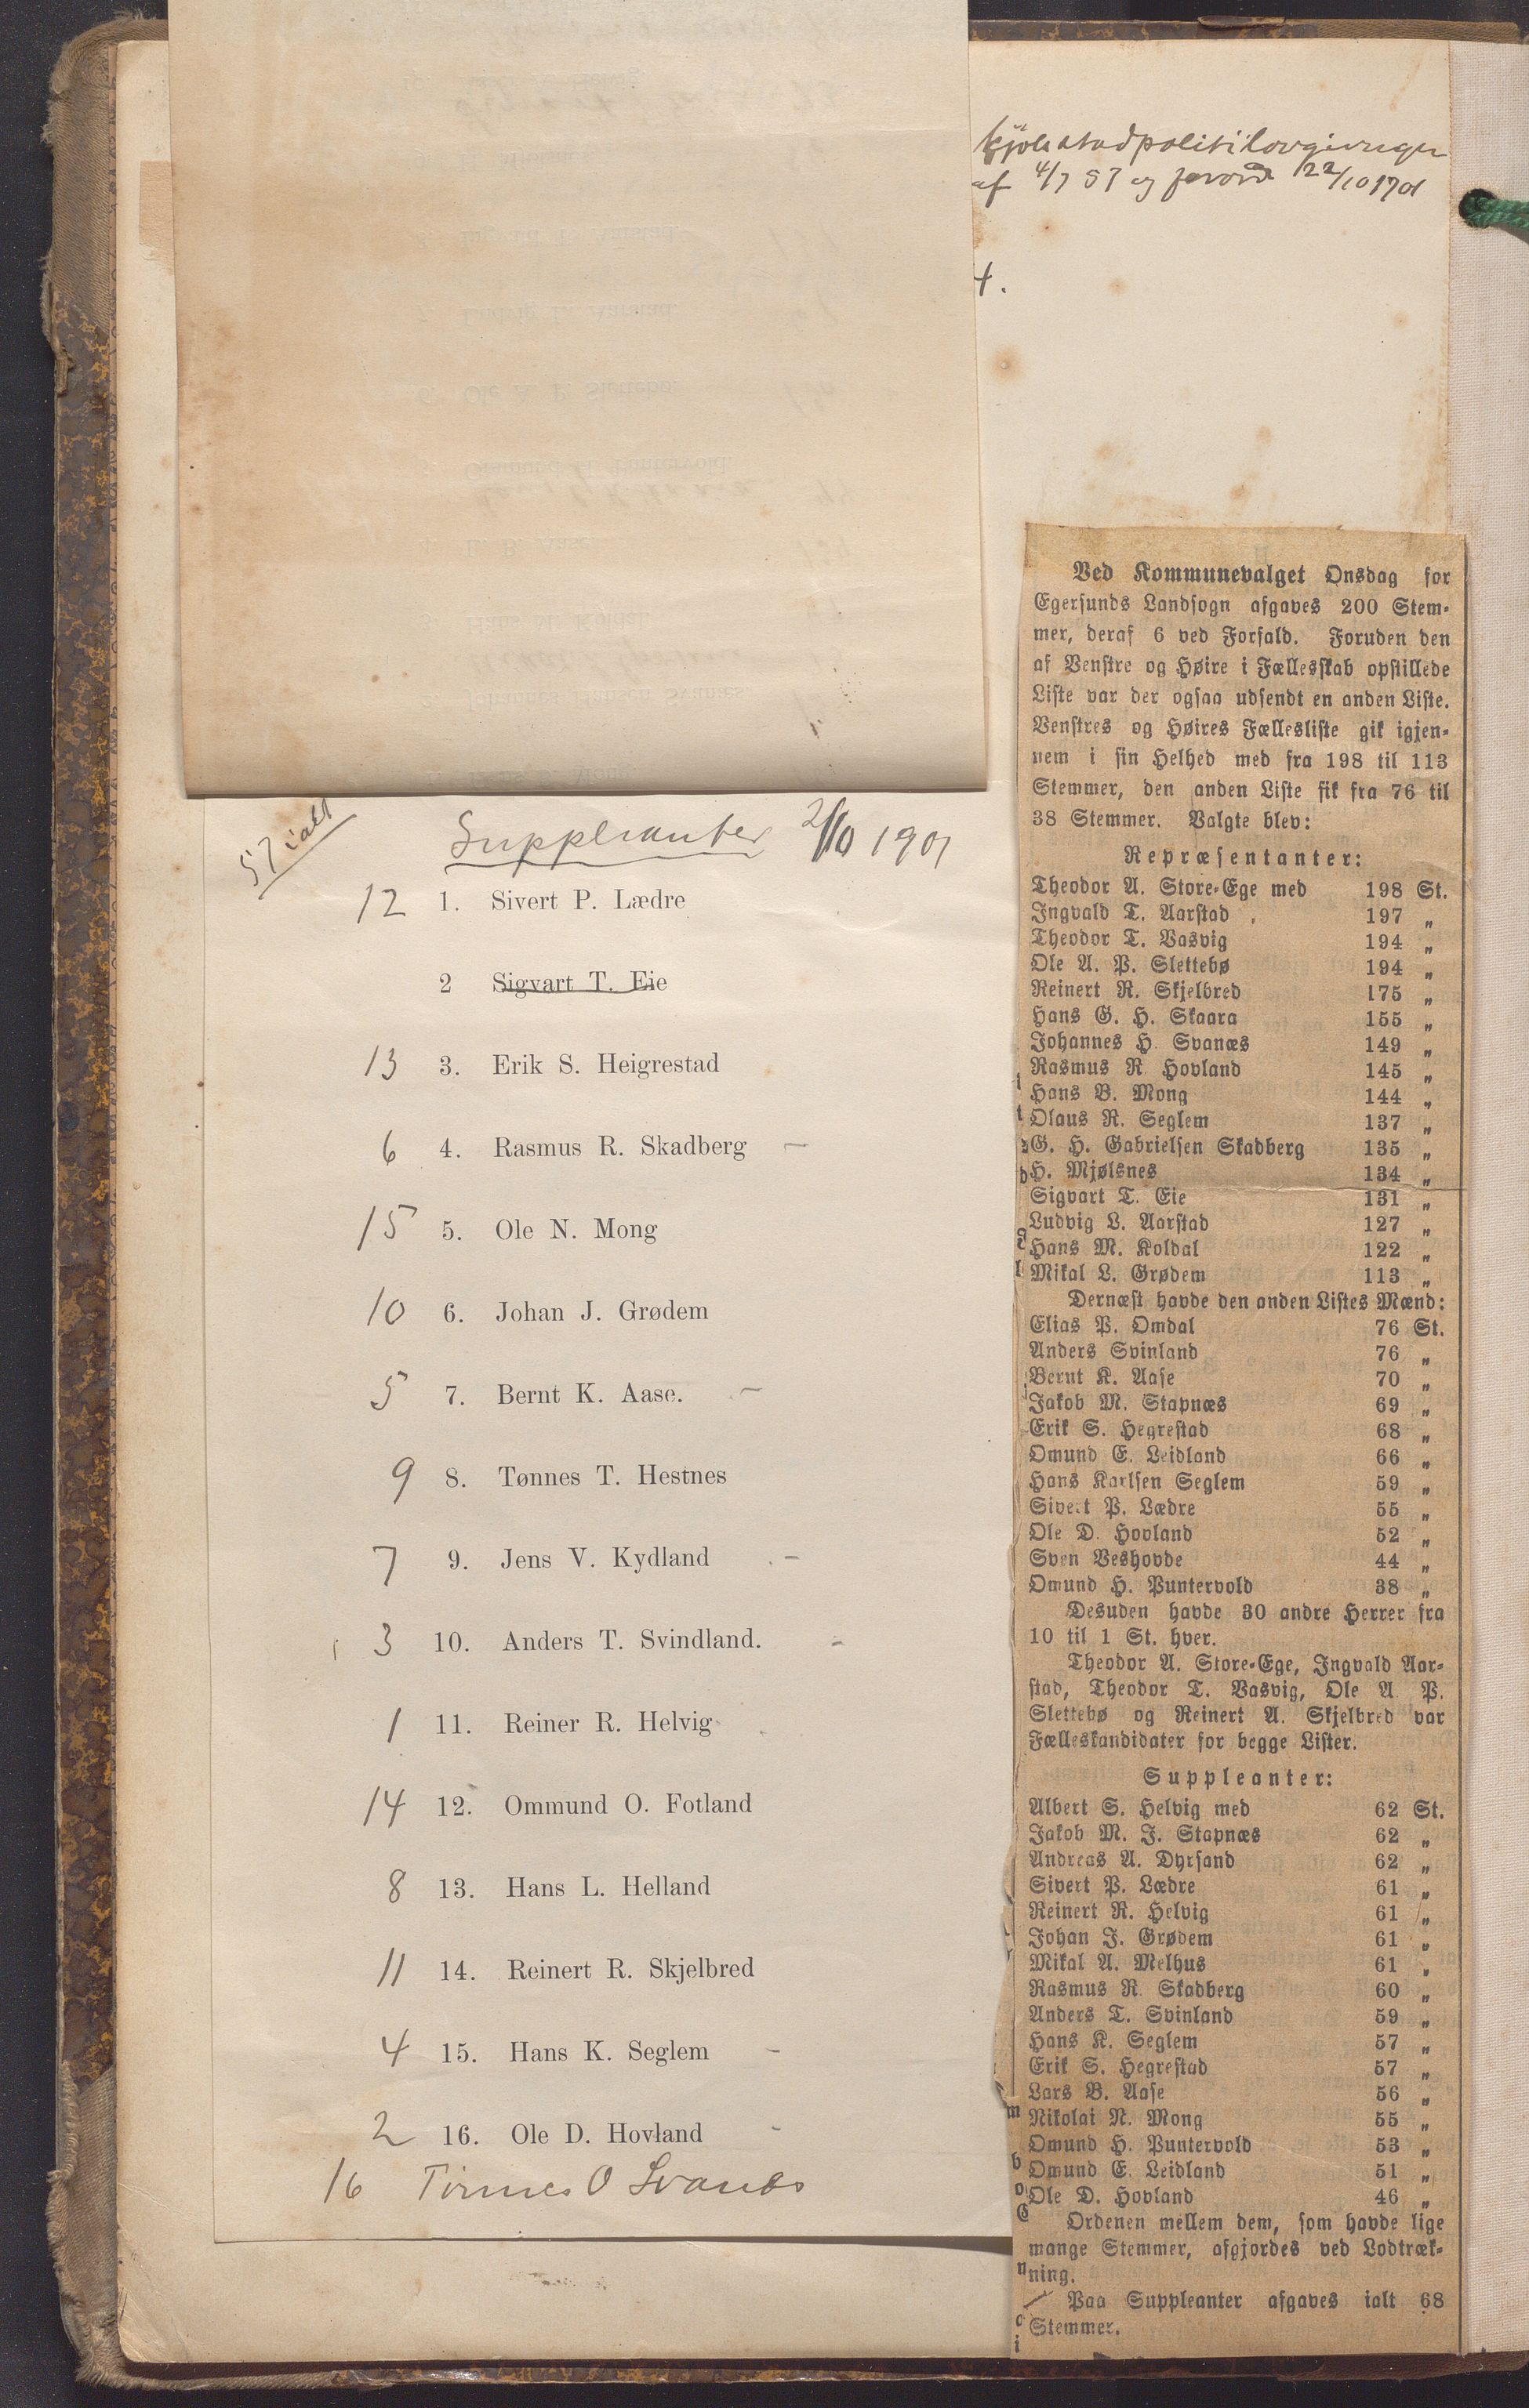 af 4/7 57 og forord 22/10 1701
4.
57 ialt
Suppleanter 2/10 1901
12 1. Sivert P. Lædre
2 Sigvart T. Eie
13 3. Erik S. Heigrestad
6 4. Rasmus R. Skadberg –
15 5. Ole N. Mong
10 6. Johan J. Grødem
5 7. Bernt K. Aase. –
9 8. Tønnes T. Hestnes
7 9. Jens V. Kydland –
3 10. Anders T. Svindland. –
1 11. Reiner R. Helvig
14 12. Ommund O. Fotland
8 13. Hans L. Helland
11 14. Reinert R. Skjelbred
4 15. Hans K. Seglem –
2 16. Ole D. Hovland –
16 Tønnes O Svanes
Ved Kommunevalget Onsdag for
Egersunds Landsogn afgaves 200 Stem-
mer, deraf 6 ved Forfald. Foruden den
af Venstre og Høire i Fællesskab opstillede
Liste var der ogsaa udsendt en anden Liste.
Venstres og Høires Fællesliste gik igjen-
nem i sin Helhed med fra 198 til 113
Stemmer, den anden Liste fik fra 76 til
38 Stemmer. Valgte blev:
Repræsentanter:
Theodor A. Store-Ege med 198 St.
Ingvald T. Aarstad 197 „
Theodor T. Vasvig 194 „
Ole A. P. Slettebø 194 „
Reinert R. Skjelbred 175 „
Hans G. H. Skaara 155 „
Johannes H. Svanæs 149 „
Rasmus R. Hovland 145 „
Hans B. Mong 144 „
Olaus R. Seglem 137 „
G. H. Gabrielsen Skadberg 135 „
H. Mjølsnes 134 „
Sigvart T. Eie 131 „
Ludvig L. Aarstad 127 „
Hans M. Koldal 122 „
Mikal L. Grødem 113 „
Dernæst havde den anden Listes Mænd:
Elias P. Omdal 76 St.
Anders Svinland 76 „
Bernt K. Aase 70 „
Jakob M. Stapnæs 69 „
Erik S. Hegrestad 68 „
Omund E. Leidland 66 „
Hans Karlsen Seglem 59 „
Sivert P. Lædre 55 „
Ole D. Hovland 52 „
Sven Veshovde 44 „
Omund H. Puntervold 38 „
Desuden havde 30 andre Herrer fra
10 til 1 St. hver.
Theodor A. Store-Ege, Ingvald Aar-
stad, Theodor T. Vasvig, Ole A. P.
Slettebø og Reinert A. Skjelbred var
Fælleskandidater for begge Lister.
Suppleanter:
Albert S. Helvig med 62 St.
Jakob M. J. Stapnæs 62 „
Andreas A. Dyrsand 62 „
Sivert P. Lædre 61 „
Reinert R. Helvig 61 „
Johan J. Grødem 61 „
Mikal A. Melhus 61 „
Rasmus R. Skadberg 60 „
Anders T. Svinland 59 „
Hans K. Seglem 57 „
Erik S. Hegrestad 57 „
Lars B. Aase 56 „
Nikolai N. Mong 55 „
Omund H. Puntervold 53 „
Omund E. Leidland 51 „
Ole D. Hovland 46 „
Ordenen mellem dem, som havde lige
mange Stemmer, afgjordes ved Lodtræk-
ning.
Paa Suppleanter afgaves ialt 68
Stemmer.